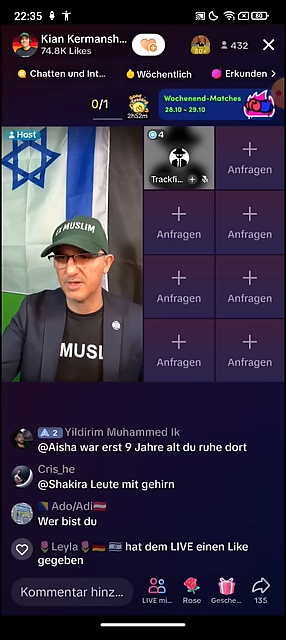 22:35
50
Kian Kermansh...
74.8K Likes
432
Chatten und Int...
Wöchentlich
Erkunden
0/1
2h52m
Wochenend-Matches
28.10 - 29.10
Host
4
Anfragen
Trackfi...
Anfragen
Anfragen
Anfragen
Anfragen
Anfragen
Anfragen
EX MUSLIM
MUSL
2 Yildirim Muhammed Ik
@Aisha war erst 9 Jahre alt du ruhe dort
Cris_he
@Shakira Leute mit gehirn
Ado/Adi
Wer bist du
Leyla hat dem LIVE einen Like
gegeben
Kommentar hinz...
LIVE mi...
Rose
Gesche...
135